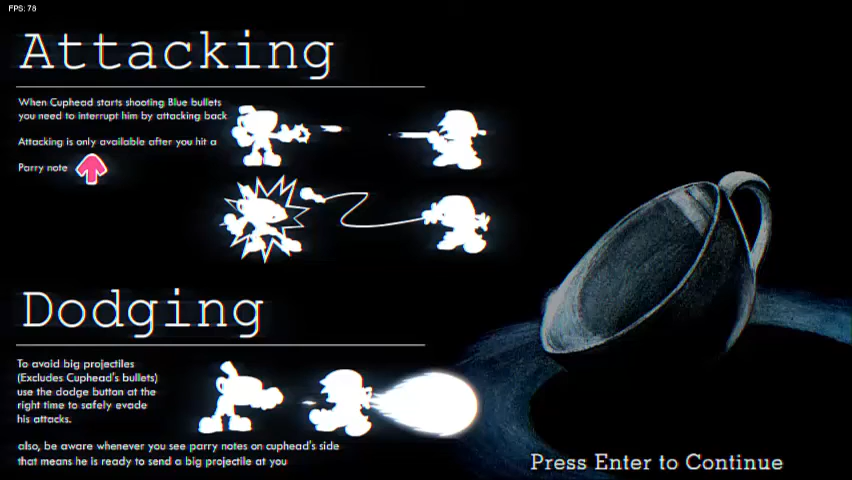 FPS: 78
Attacking
When Cuphead starts shooting Blue bullets
you need to interrupt him by attacking back
Attacking is only available after you hit a
Parry note
Dodging
To avoid big projectiles
(Excludes Cuphead's bullets)
use the dodge button at the
right time to safely evade
his attacks.
also, be aware whenever you see parry notes on cuphead's side
that means he is ready to send a big projectile at you
Press Enter to Continue